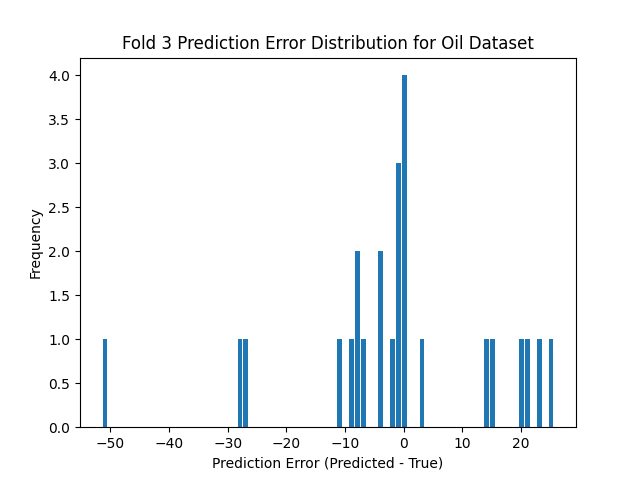 Fold 3 Prediction Error Distribution for Oil Dataset
4.0
3.5
3.0
2.5
2.0
1.5
1.0
0.5
0.0
Frequency
−50 −40 −30 −20 −10 0 10 20
Prediction Error (Predicted - True)